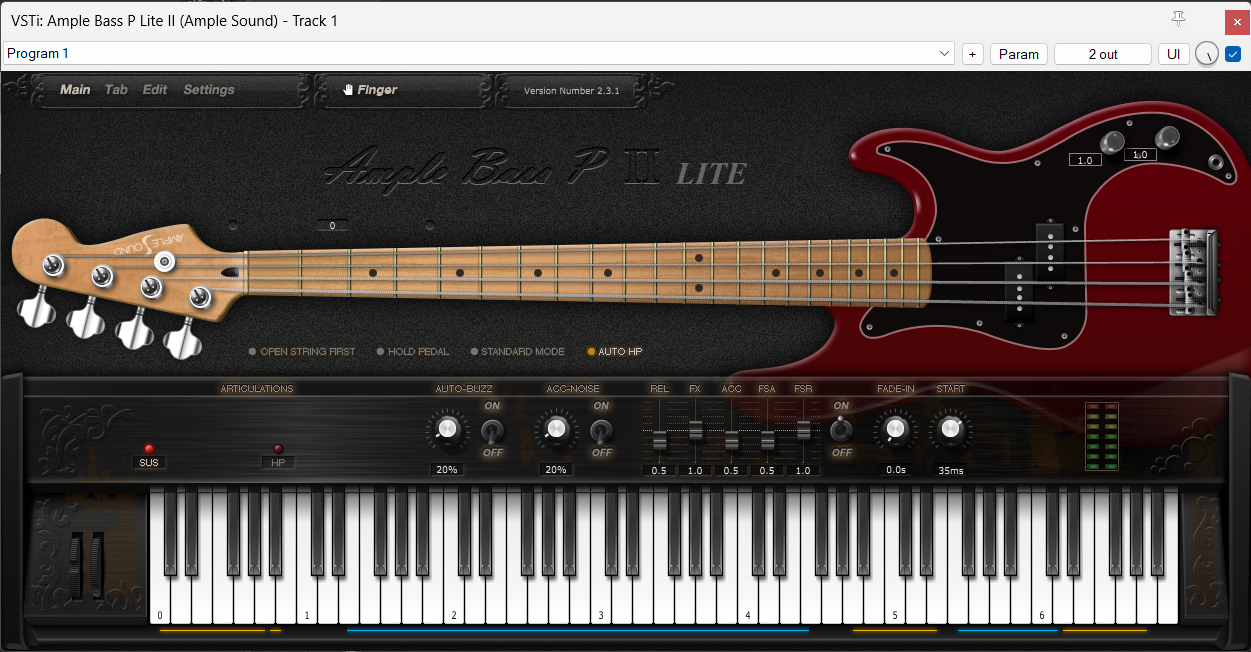 VSTi: Ample Bass P Lite II (Ample Sound) - Track 1
Program 1
+ Param 2 out UI
Main Tab Edit Settings Finger Version Number 2.3.1
1.0 1.0
Ample Bass P II LITE
0
AMPLE SOUND
OPEN STRING FIRST HOLD PEDAL STANDARD MODE AUTO HP
ARTICULATIONS AUTO-BUZZ ACC-NOISE REL FX ACC FSA FSR FADE-IN START
ON ON ON
OFF OFF OFF
SUS HP
20% 20% 0.5 1.0 0.5 0.5 1.0 0.0s 35ms
0 1 2 3 4 5 6